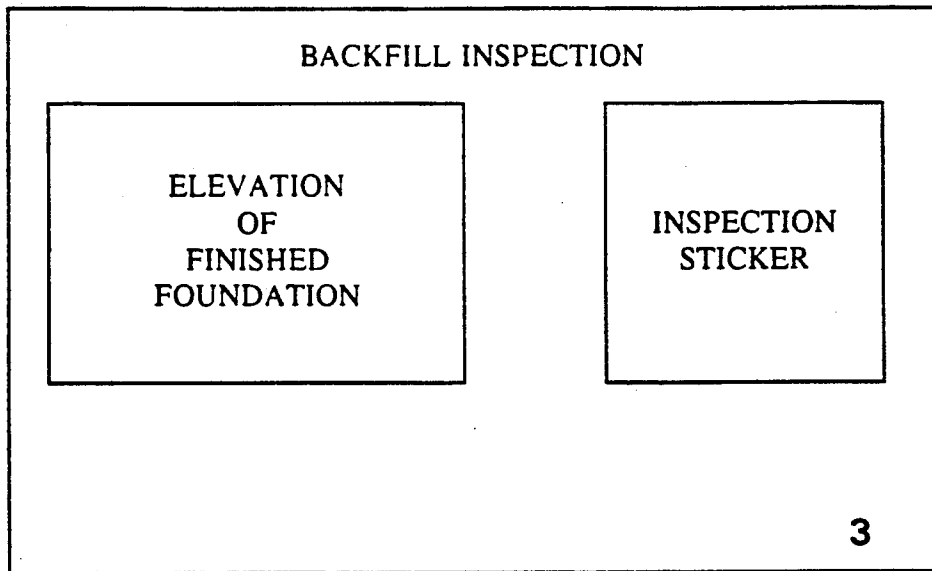 BACKFILL INSPECTION
ELEVATION
OF
FINISHED
FOUNDATION
INSPECTION
STICKER
3